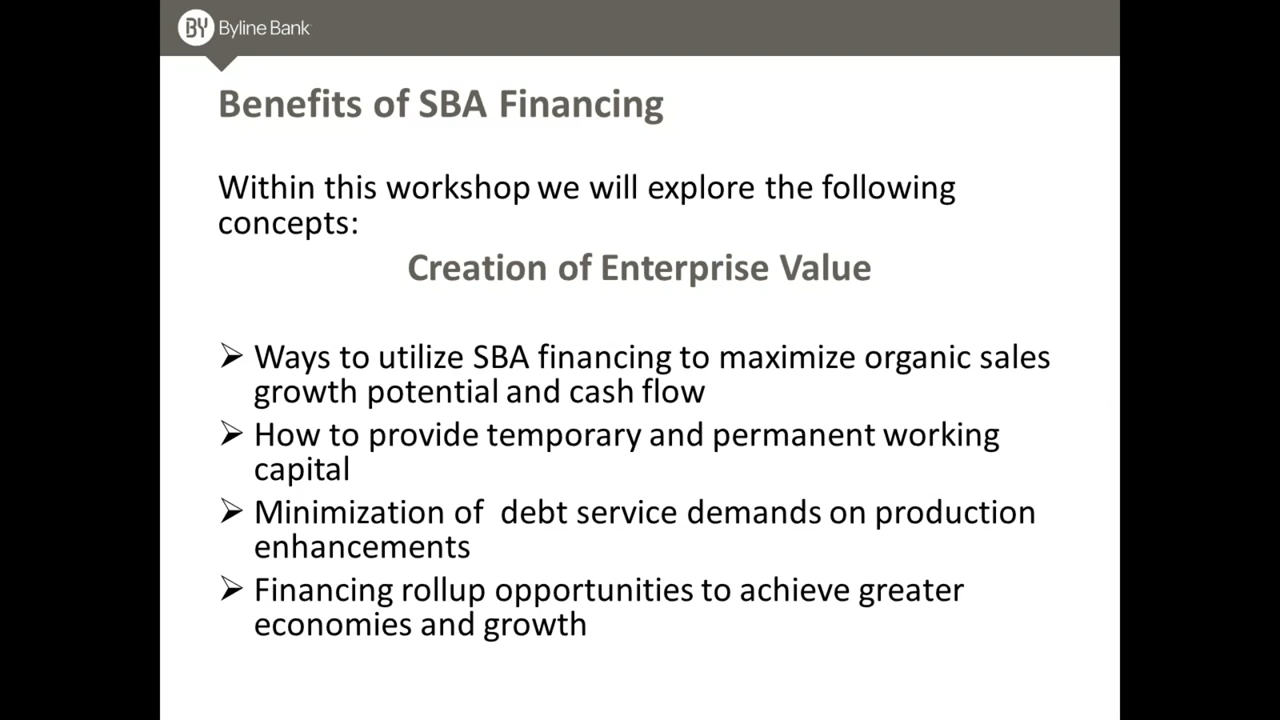 BY Byline Bank
Benefits of SBA Financing
Within this workshop we will explore the following
concepts:
Creation of Enterprise Value
➢ Ways to utilize SBA financing to maximize organic sales
growth potential and cash flow
➢ How to provide temporary and permanent working
capital
➢ Minimization of  debt service demands on production
enhancements
➢ Financing rollup opportunities to achieve greater
economies and growth